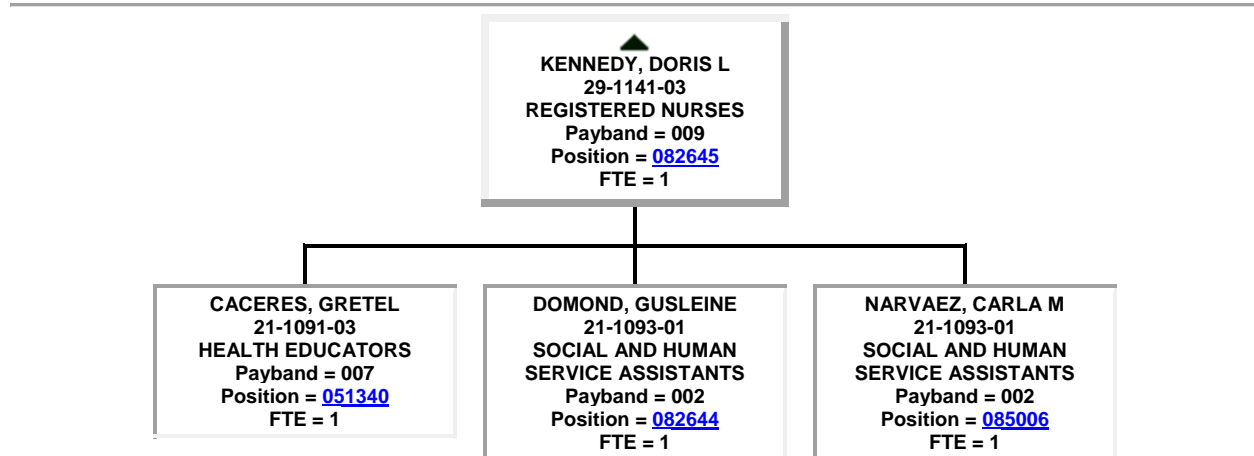 KENNEDY, DORIS L
29-1141-03
REGISTERED NURSES
Payband = 009
Position = 082645
FTE = 1
CACERES, GRETEL
21-1091-03
HEALTH EDUCATORS
Payband = 007
Position = 051340
FTE = 1
DOMOND, GUSLEINE
21-1093-01
SOCIAL AND HUMAN
SERVICE ASSISTANTS
Payband = 002
Position = 082644
FTE = 1
NARVAEZ, CARLA M
21-1093-01
SOCIAL AND HUMAN
SERVICE ASSISTANTS
Payband = 002
Position = 085006
FTE = 1